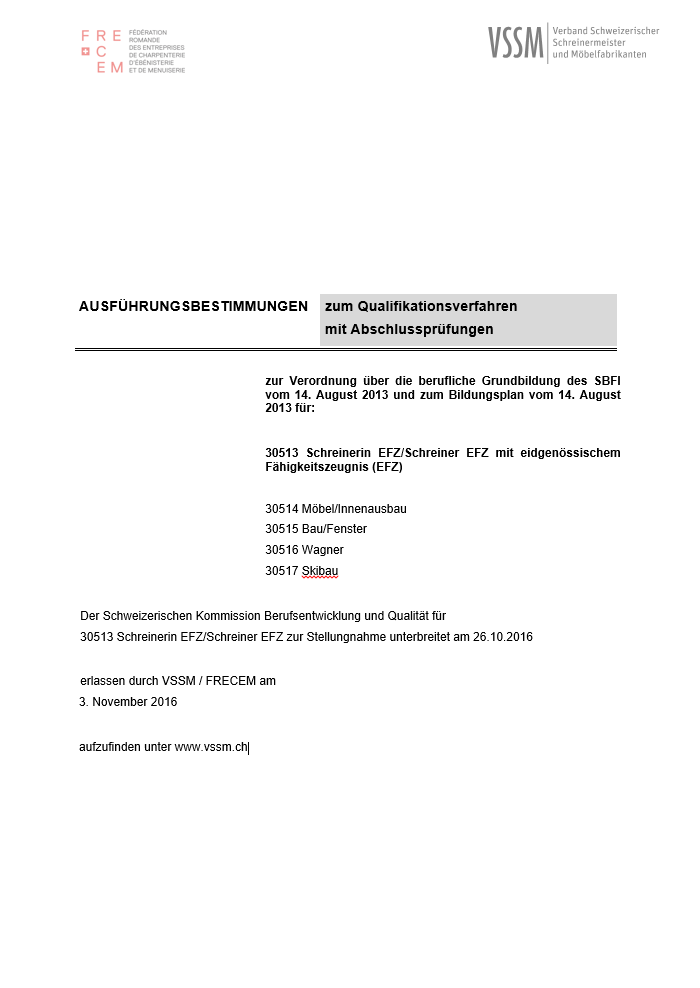 FRE
C
EM
FÉDÉRATION
ROMANDE
DES ENTREPRISES
DE CHARPENTERIE
D'ÉBÉNISTERIE
ET DE MENUISERIE
VSSM
Verband Schweizerischer
Schreinermeister
und Möbelfabrikanten
AUSFÜHRUNGSBESTIMMUNGEN
zum Qualifikationsverfahren
mit Abschlussprüfungen
zur Verordnung über die berufliche Grundbildung des SBFI
vom 14. August 2013 und zum Bildungsplan vom 14. August
2013 für:
30513 Schreinerin EFZ/Schreiner EFZ mit eidgenössischem
Fähigkeitszeugnis (EFZ)
30514 Möbel/Innenausbau
30515 Bau/Fenster
30516 Wagner
30517 Skibau
Der Schweizerischen Kommission Berufsentwicklung und Qualität für
30513 Schreinerin EFZ/Schreiner EFZ zur Stellungnahme unterbreitet am 26.10.2016
erlassen durch VSSM / FRECEM am
3. November 2016
aufzufinden unter www.vssm.ch